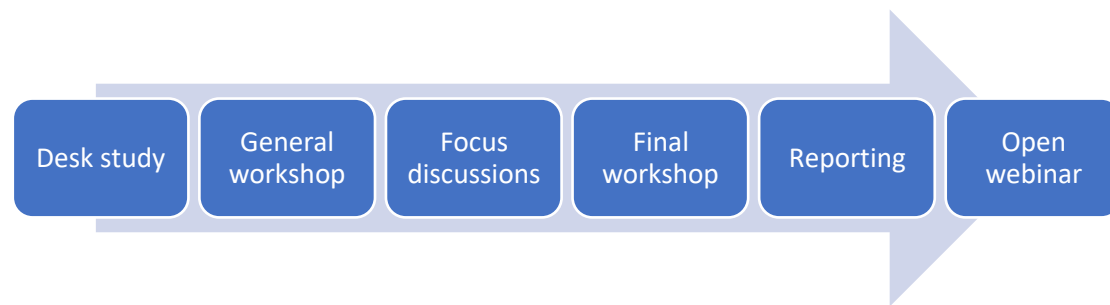 Desk study
General
workshop
Focus
discussions
Final
workshop
Reporting
Open
webinar